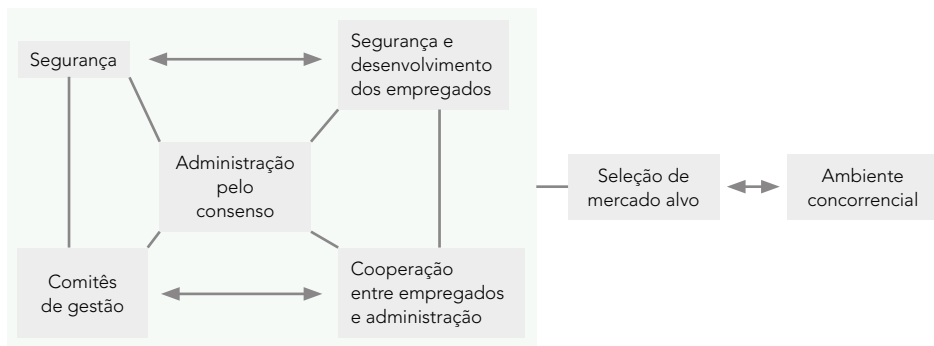 Segurança
Segurança e
desenvolvimento
dos empregados
Administração
pelo
consenso
Comitês
de gestão
Cooperação
entre empregados
e administração
Seleção de
mercado alvo
Ambiente
concorrencial